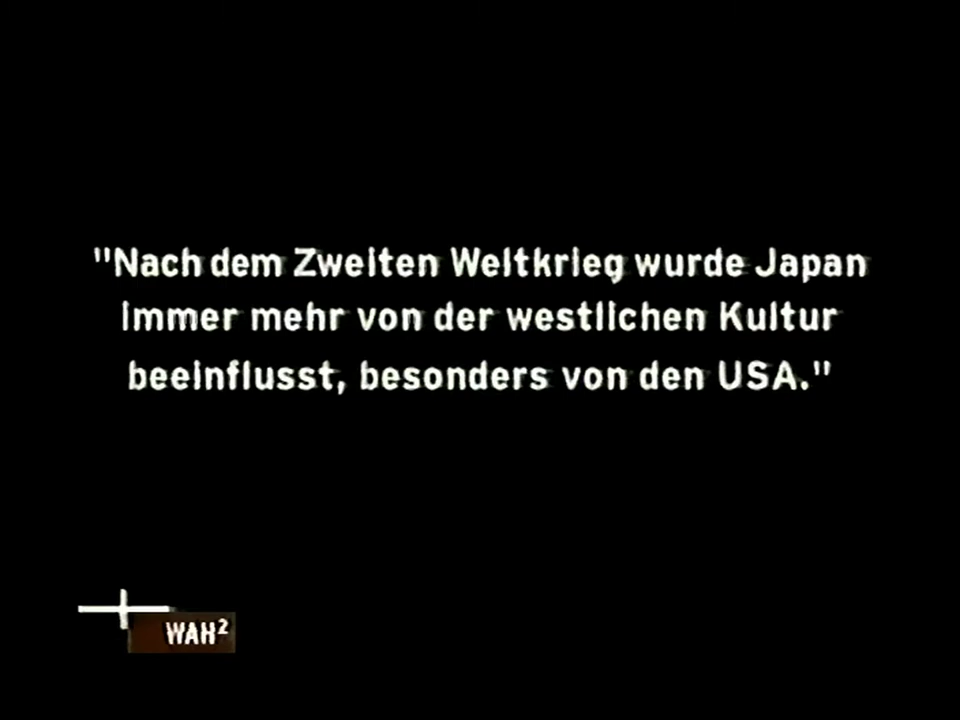 "Nach dem Zweiten Weltkrieg wurde Japan
immer mehr von der westlichen Kultur
beeinflusst, besonders von den USA."
WAH²